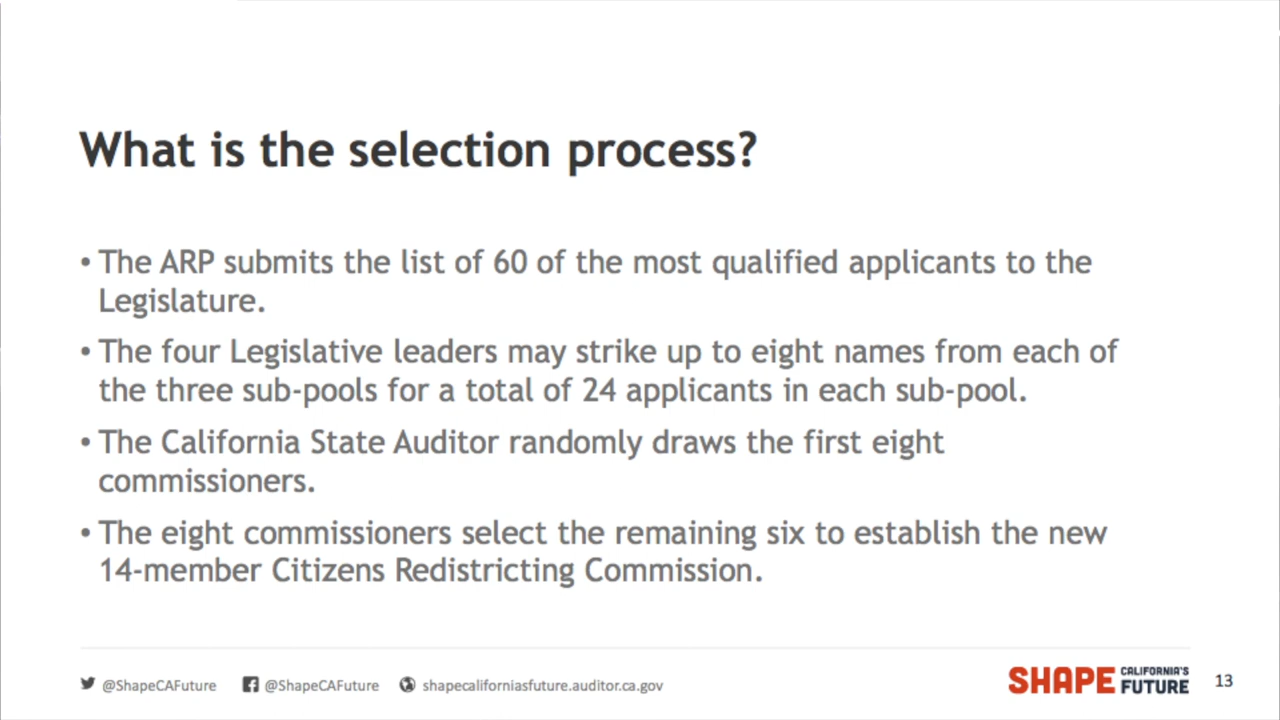 What is the selection process?
• The ARP submits the list of 60 of the most qualified applicants to the
Legislature.
• The four Legislative leaders may strike up to eight names from each of
the three sub-pools for a total of 24 applicants in each sub-pool.
• The California State Auditor randomly draws the first eight
commissioners.
• The eight commissioners select the remaining six to establish the new
14-member Citizens Redistricting Commission.
@ShapeCAFuture @ShapeCAFuture shapecaliforniasfuture.auditor.ca.gov
SHAPE CALIFORNIA'S FUTURE 13